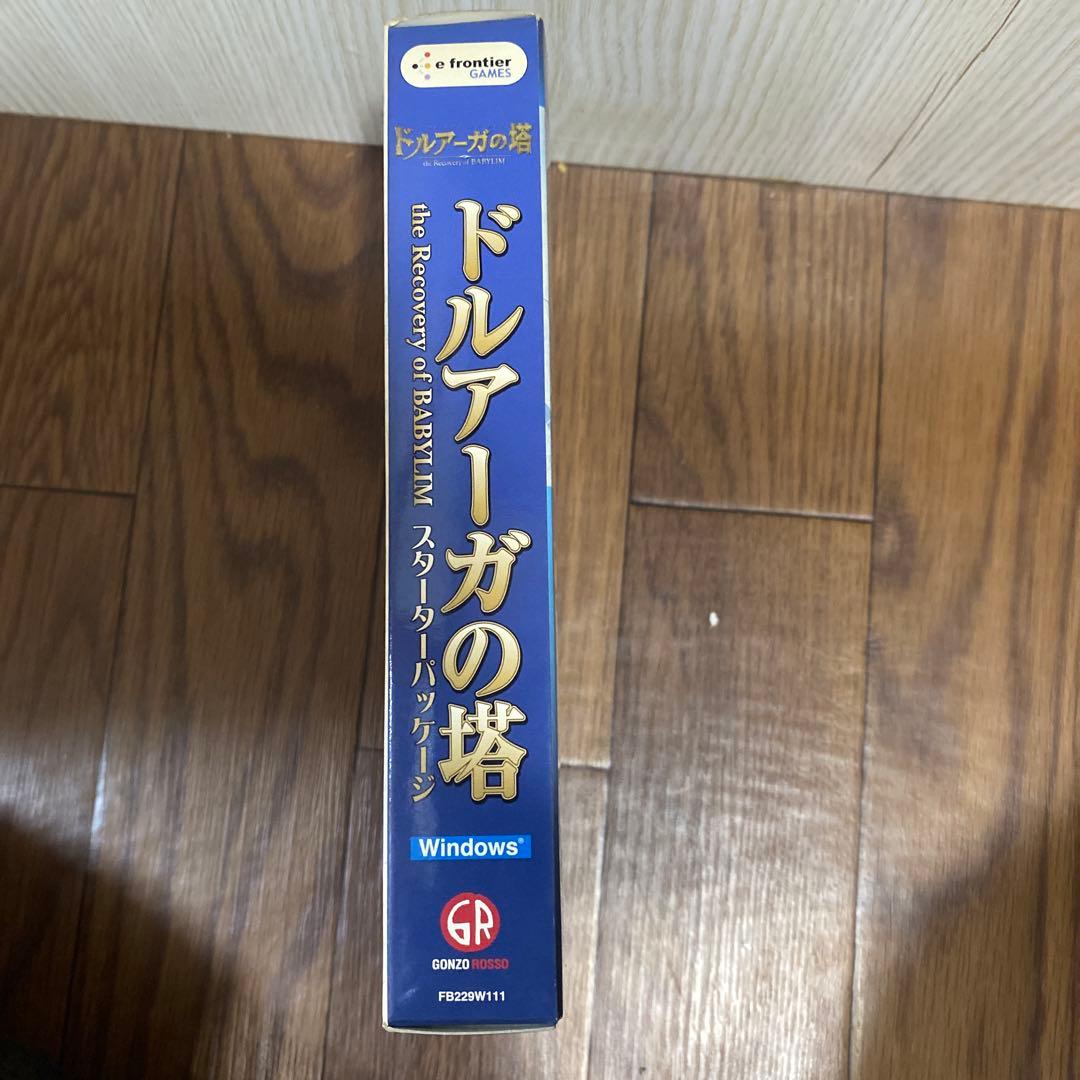 e frontier
GAMES
ドルアーガの塔
the Recovery of BABYLIM
ドルアーガの塔
the Recovery of BABYLIM スターターパッケージ
Windows®
GR
GONZO ROSSO
FB229W111